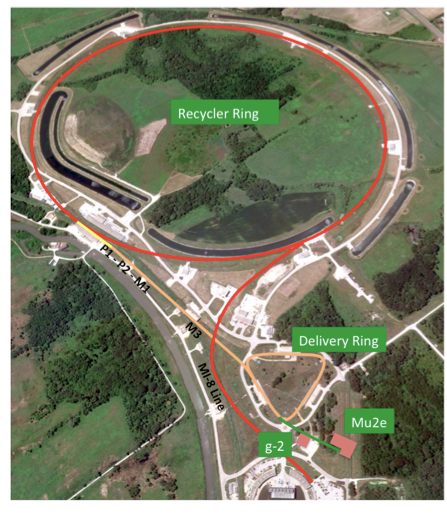 Recycler Ring
P1 - P2 - M1
M3
MI-8 Line
Delivery Ring
Mu2e
g-2